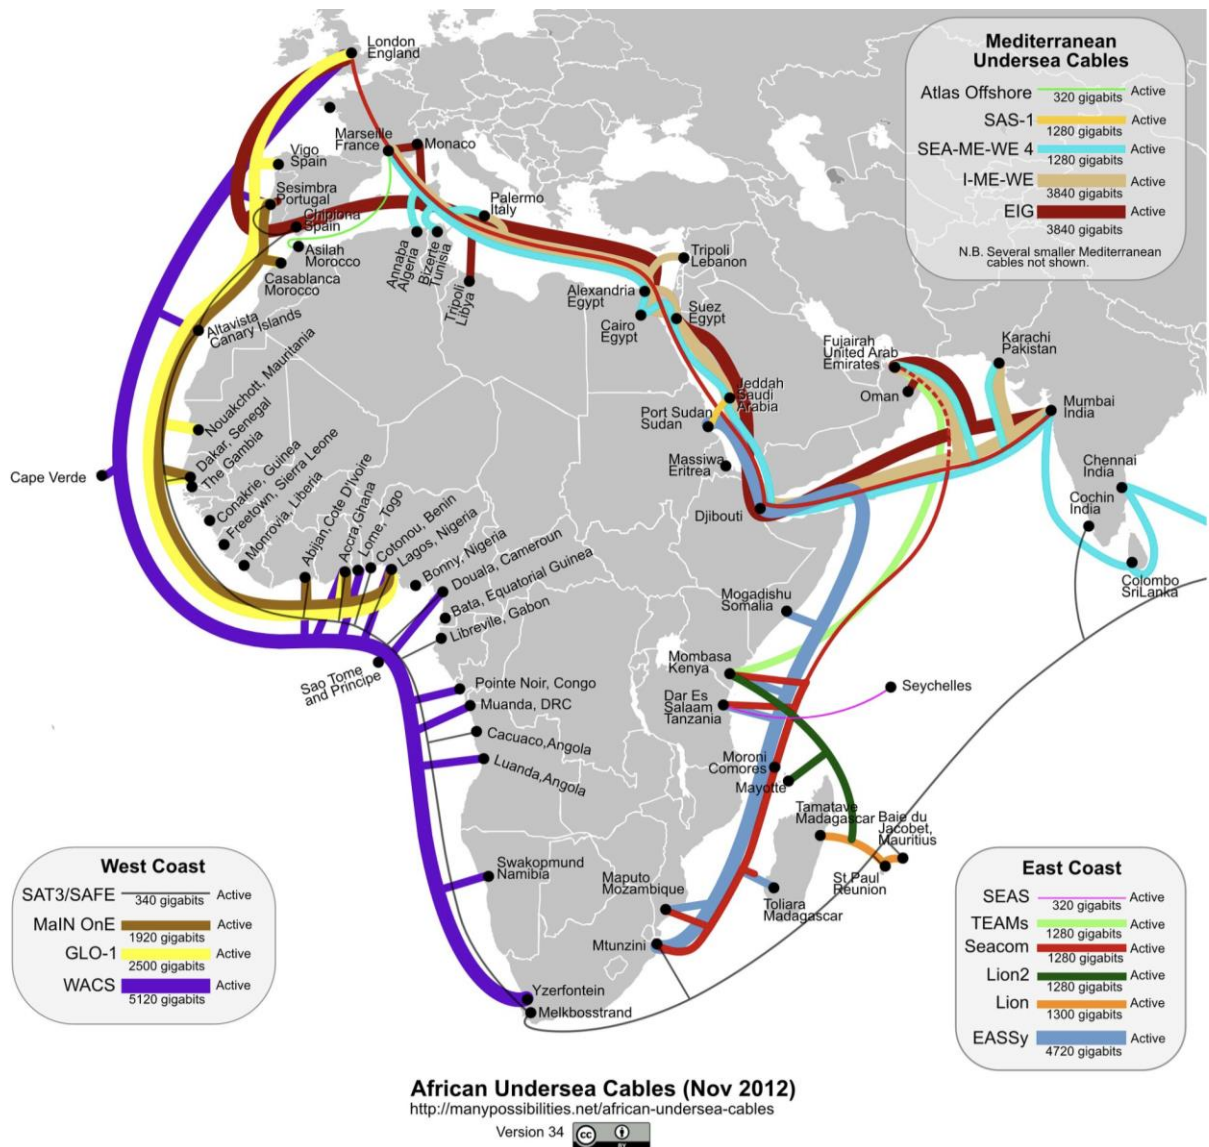 London
England
Marseille
France
Monaco
Vigo
Spain
Sesimbra
Portugal
Chipiona
Spain
Asilah
Morocco
Casablanca
Morocco
Annaba
Algeria
Bizerte
Tunisia
Palermo
Italy
Tripoli
Libya
Tripoli
Lebanon
Alexandria
Egypt
Cairo
Egypt
Suez
Egypt
Altavista
Canary Islands
Nouakchott, Mauritania
Dakar, Senegal
The Gambia
Cape Verde
Conakrie, Guinea
Freetown, Sierra Leone
Monrovia, Liberia
Abijan,Cote D'Ivoire
Accra,Ghana
Lome, Togo
Cotonou, Benin
Lagos, Nigeria
Bonny, Nigeria
Douala, Cameroun
Bata, Equatorial Guinea
Librevile, Gabon
Sao Tome
and Principe
Pointe Noir, Congo
Muanda, DRC
Cacuaco,Angola
Luanda,Angola
Swakopmund
Namibia
Yzerfontein
Melkbosstrand
Jeddah
Saudi
Arabia
Port Sudan
Sudan
Massiwa
Eritrea
Djibouti
Fujairah
United Arab
Emirates
Oman
Karachi
Pakistan
Mumbai
India
Chennai
India
Cochin
India
Colombo
SriLanka
Mogadishu
Somalia
Mombasa
Kenya
Dar Es
Salaam
Tanzania
Seychelles
Moroni
Comores
Mayotte
Tamatave
Madagascar
Baie du
Jacobet,
Mauritius
St.Paul
Reunion
Maputo
Mozambique
Toliara
Madagascar
Mtunzini
Mediterranean
Undersea Cables
Atlas Offshore 320 gigabits Active
SAS-1 1280 gigabits Active
SEA-ME-WE 4 1280 gigabits Active
I-ME-WE 3840 gigabits Active
EIG 3840 gigabits Active
N.B. Several smaller Mediterranean
cables not shown.
West Coast
SAT3/SAFE 340 gigabits Active
MaIN OnE 1920 gigabits Active
GLO-1 2500 gigabits Active
WACS 5120 gigabits Active
East Coast
SEAS 320 gigabits Active
TEAMs 1280 gigabits Active
Seacom 1280 gigabits Active
Lion2 1280 gigabits Active
Lion 1300 gigabits Active
EASSy 4720 gigabits Active
African Undersea Cables (Nov 2012)
http://manypossibilities.net/african-undersea-cables
Version 34
cc
BY